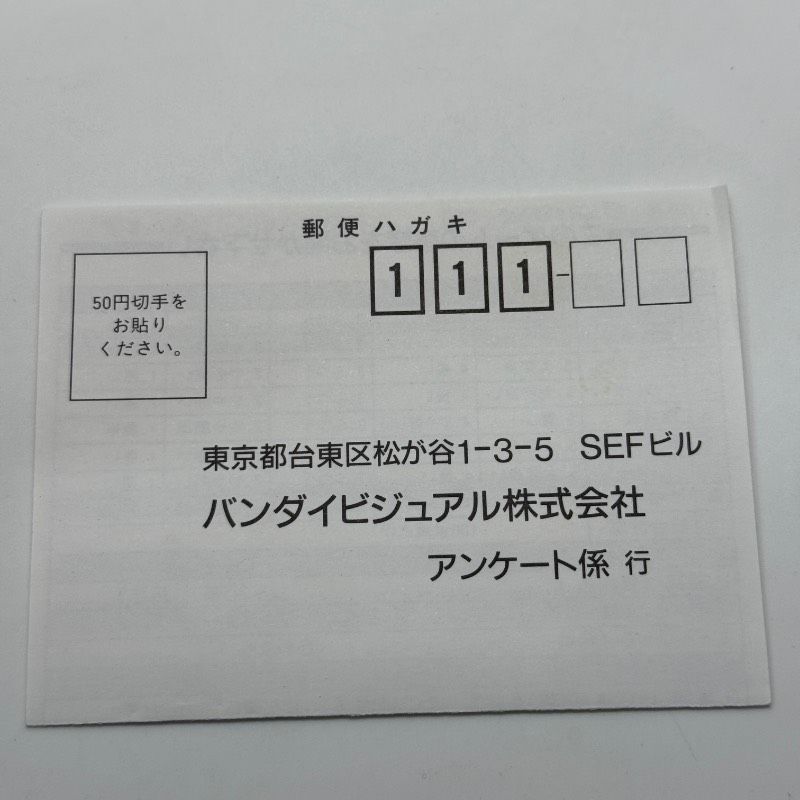 郵便ハガキ
111-
50円切手を
お貼り
ください。
東京都台東区松が谷1-3-5 SEFビル
バンダイビジュアル株式会社
アンケート係 行